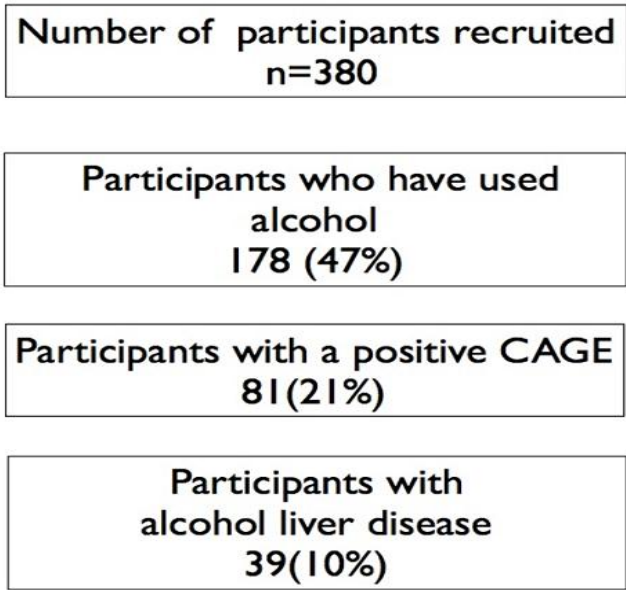 Number of participants recruited
n=380
Participants who have used
alcohol
178 (47%)
Participants with a positive CAGE
81(21%)
Participants with
alcohol liver disease
39(10%)